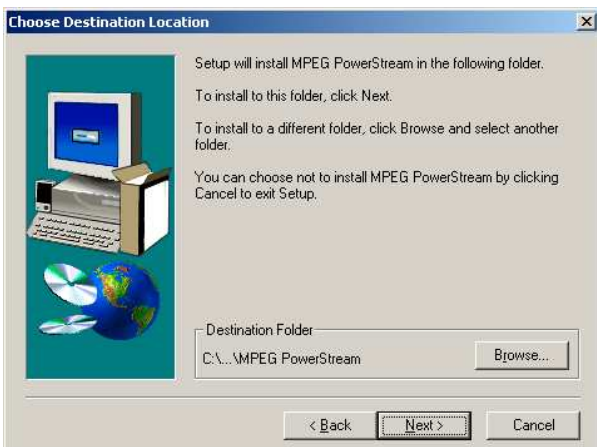 Choose Destination Location
Setup will install MPEG PowerStream in the following folder.
To install to this folder, click Next.
To install to a different folder, click Browse and select another
folder.
You can choose not to install MPEG PowerStream by clicking
Cancel to exit Setup.
Destination Folder
C:\...\MPEG PowerStream
Browse...
< Back
Next >
Cancel